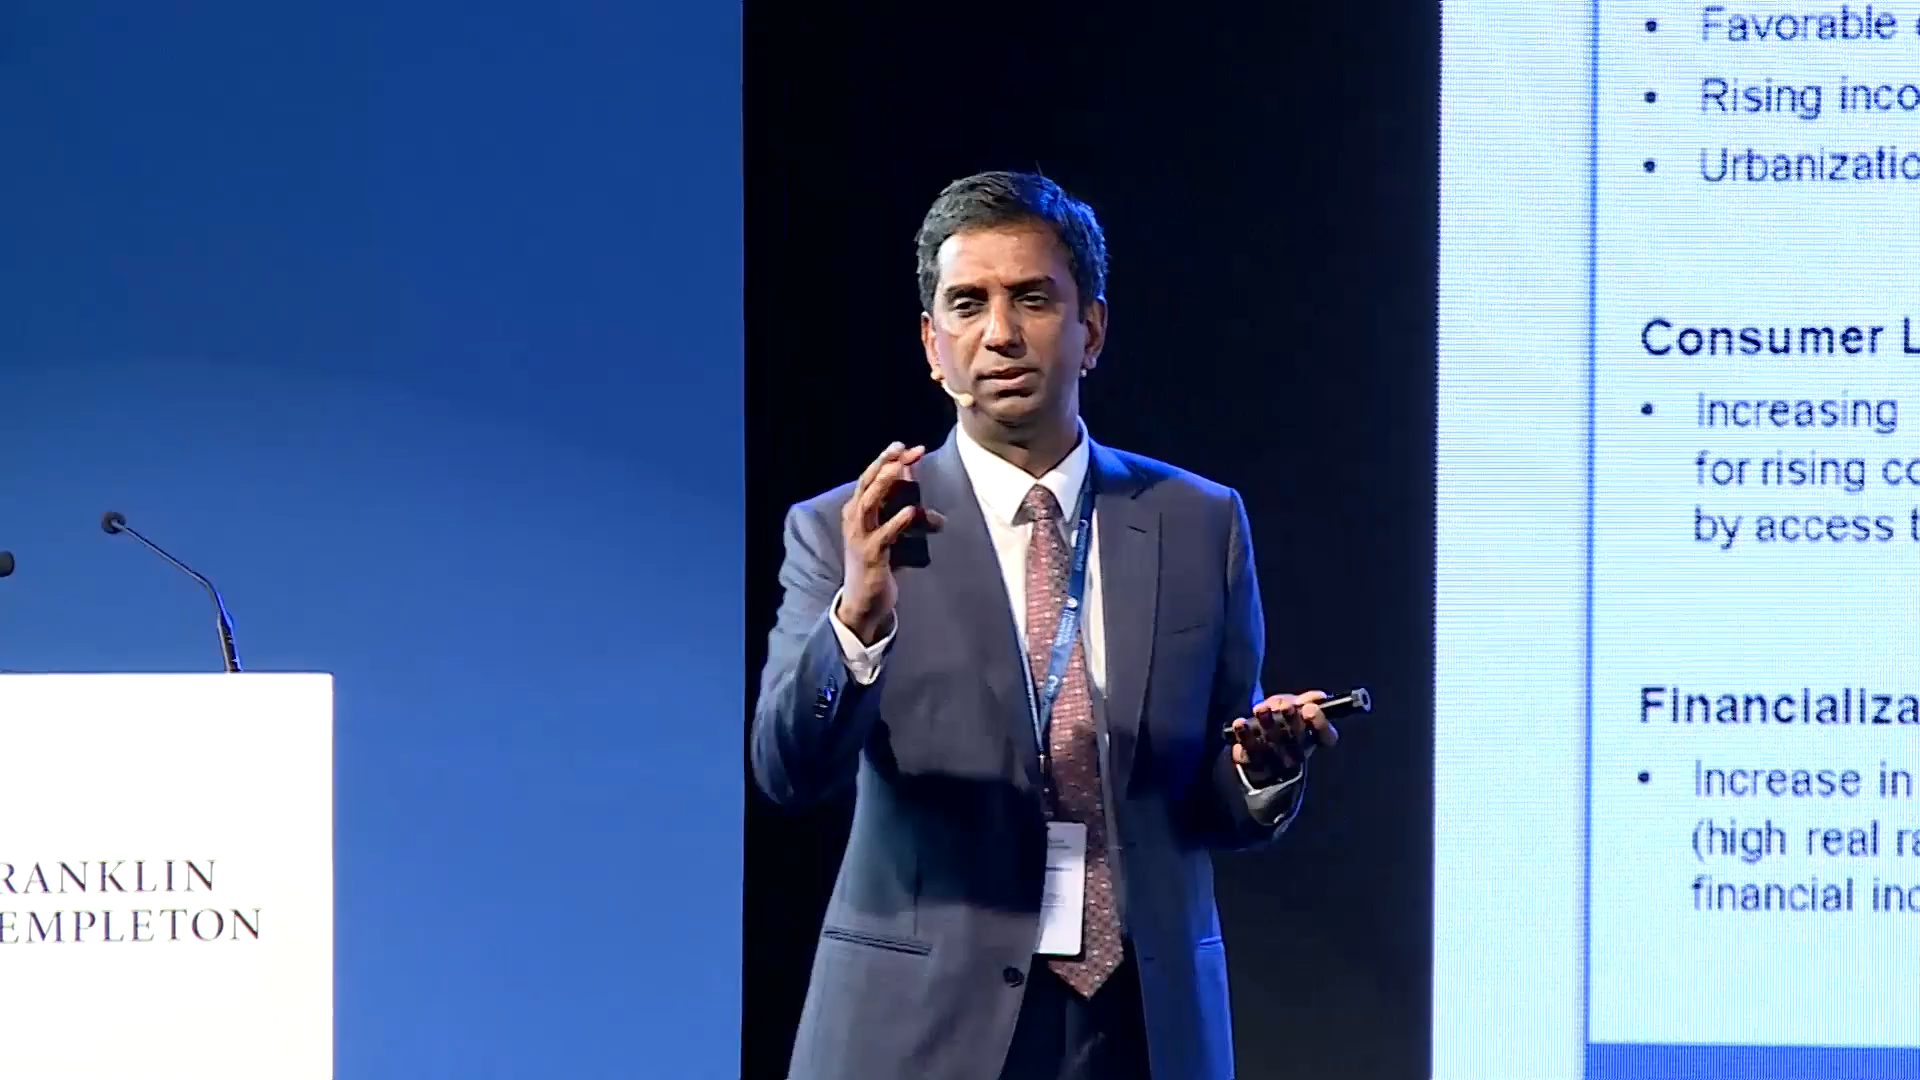 RANKLIN
EMPLETON
Favorable
Rising inco
Urbanizatio
Consumer L
Increasing
for rising co
by access t
Financializa
Increase in
(high real ra
financial inc